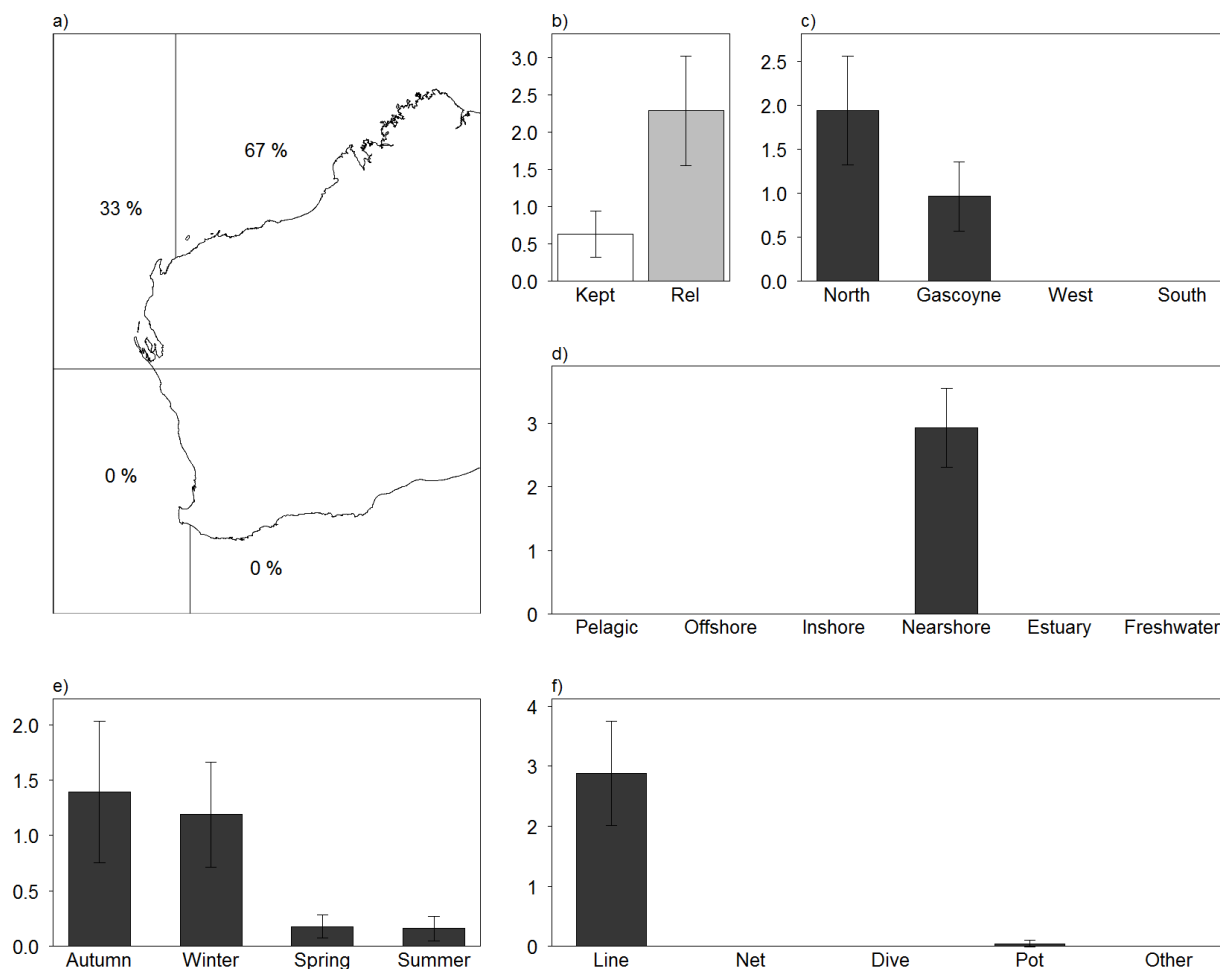 a)
67 %
33 %
0 %
0 %
b)
3.0
2.5
2.0
1.5
1.0
0.5
0.0
Kept Rel
c)
2.5
2.0
1.5
1.0
0.5
0.0
North Gascoyne West South
d)
3
2
1
0
Pelagic Offshore Inshore Nearshore Estuary Freshwater
e)
2.0
1.5
1.0
0.5
0.0
Autumn Winter Spring Summer
f)
4
3
2
1
0
Line Net Dive Pot Other